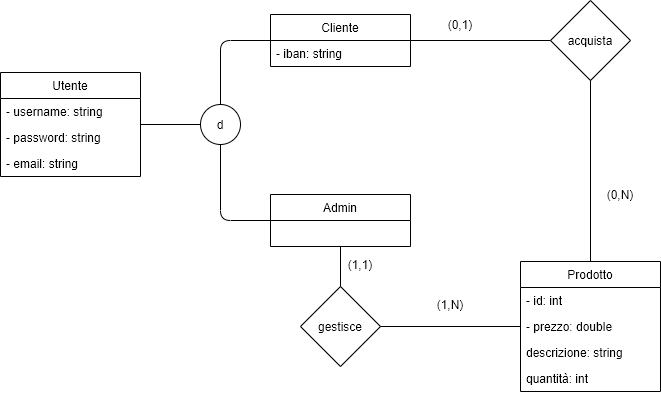 Cliente
- iban: string
(0,1)
acquista
Utente
- username: string
- password: string
- email: string
d
Admin
(0,N)
(1,1)
gestisce
(1,N)
Prodotto
- id: int
- prezzo: double
descrizione: string
quantità: int